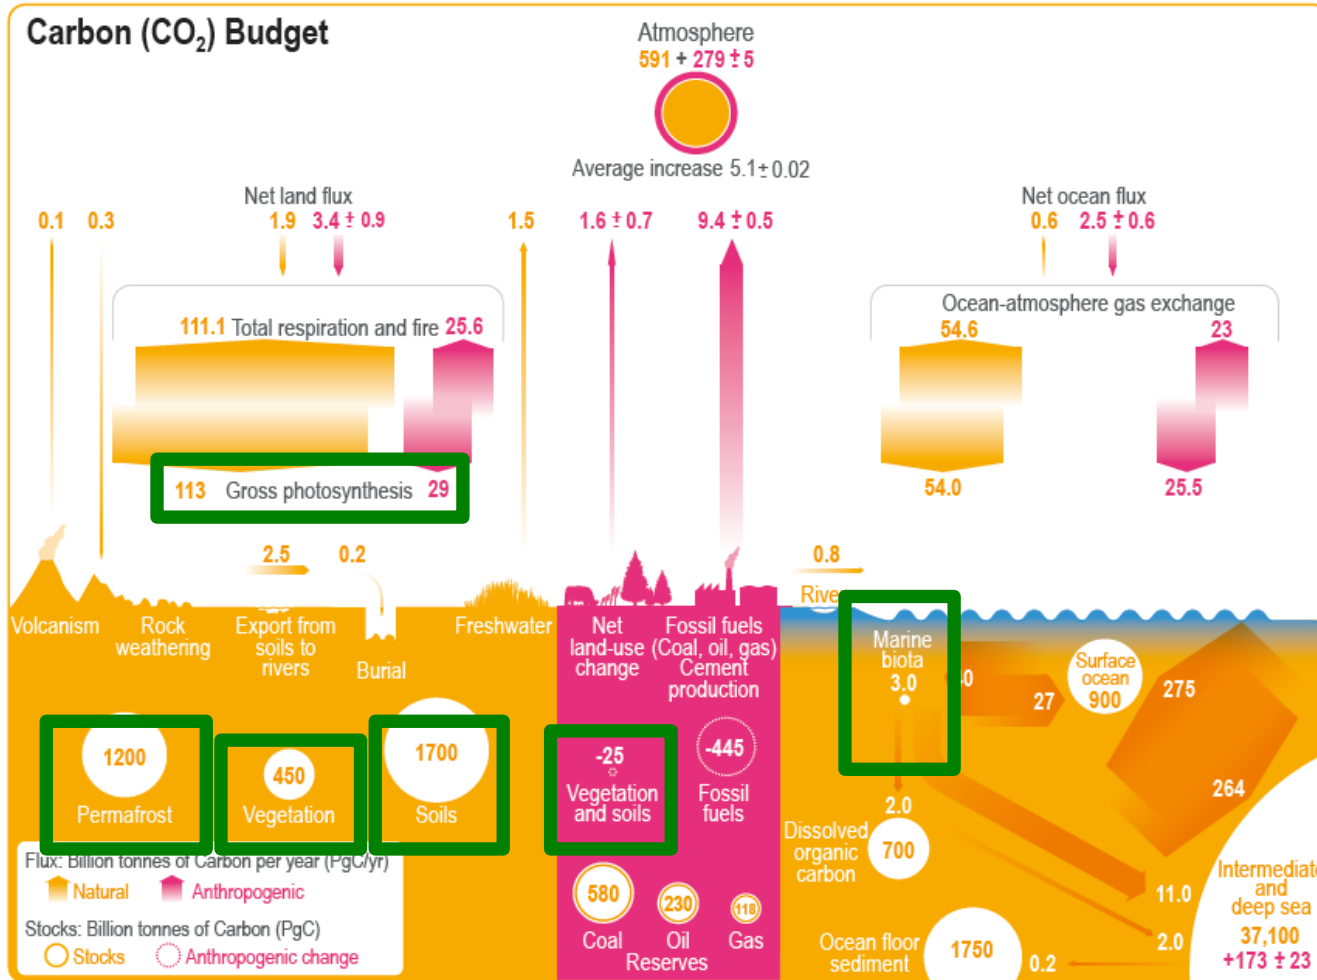 Carbon (CO₂) Budget
Atmosphere
591 + 279 ± 5
Average increase 5.1 ± 0.02
Net land flux
Net ocean flux
0.1
0.3
1.9 3.4 ± 0.9
1.5
1.6 ± 0.7
9.4 ± 0.5
0.6 2.5 ± 0.6
111.1 Total respiration and fire 25.6
Ocean-atmosphere gas exchange
54.6
23
113 Gross photosynthesis 29
54.0
25.5
2.5
0.2
0.8
Volcanism
Rock
weathering
Export from
soils to
rivers
Burial
Freshwater
Net
land-use
change
Fossil fuels
(Coal, oil, gas)
Cement
production
Marine
biota
3.0
27
Surface
ocean
900
275
264
1200
Permafrost
450
Vegetation
1700
Soils
-25
Vegetation
and soils
-445
Fossil
fuels
2.0
Dissolved
organic
carbon
700
11.0
2.0
Intermediate
and
deep sea
37,100
+173 ± 23
Flux: Billion tonnes of Carbon per year (PgC/yr)
Natural
Anthropogenic
Stocks: Billion tonnes of Carbon (PgC)
Stocks
Anthropogenic change
580
Coal
230
Oil
118
Gas
Reserves
Ocean floor
sediment
1750
0.2